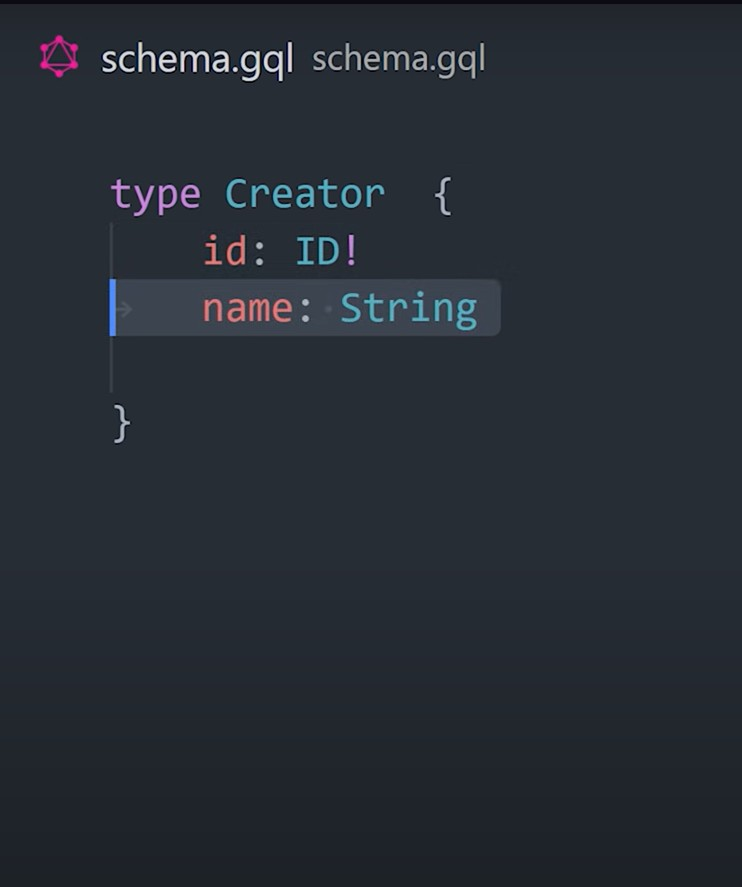 schema.gql schema.gql
type Creator {
id: ID!
name: String
}